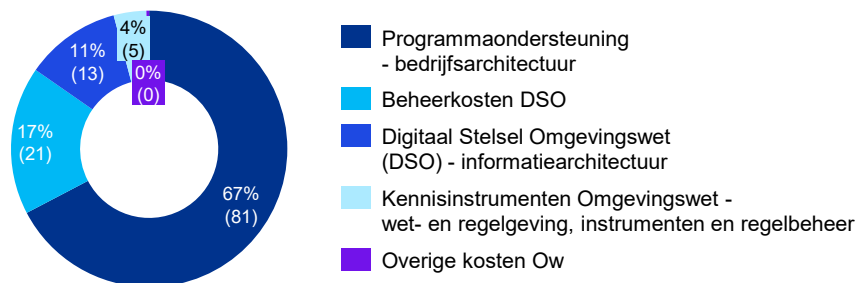 4%
(5)
11%
(13)
0%
(0)
17%
(21)
67%
(81)
Programmaondersteuning
- bedrijfsarchitectuur
Beheerkosten DSO
Digitaal Stelsel Omgevingswet
(DSO) - informatiearchitectuur
Kennisinstrumenten Omgevingswet -
wet- en regelgeving, instrumenten en regelbeheer
Overige kosten Ow